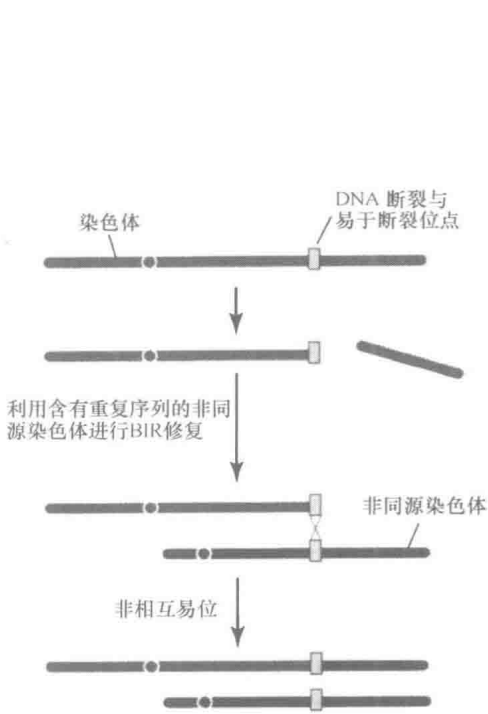 DNA 断裂与
易于断裂位点
染色体
利用含有重复序列的非同
源染色体进行BIR修复
非同源染色体
非相互易位